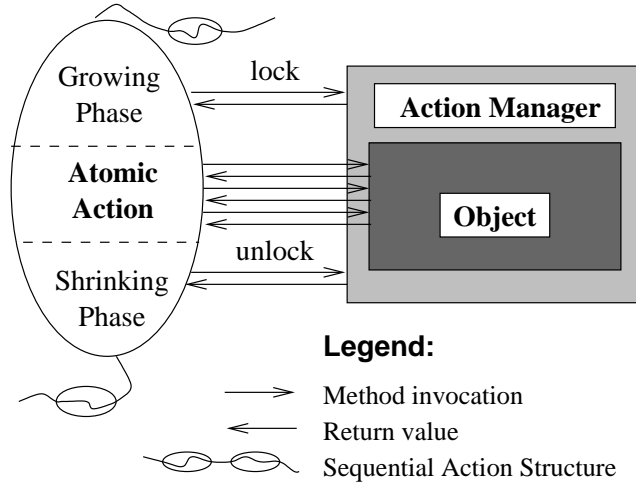 Growing
Phase
lock
Action Manager
Atomic
Action
Object
unlock
Shrinking
Phase
Legend:
Method invocation
Return value
Sequential Action Structure